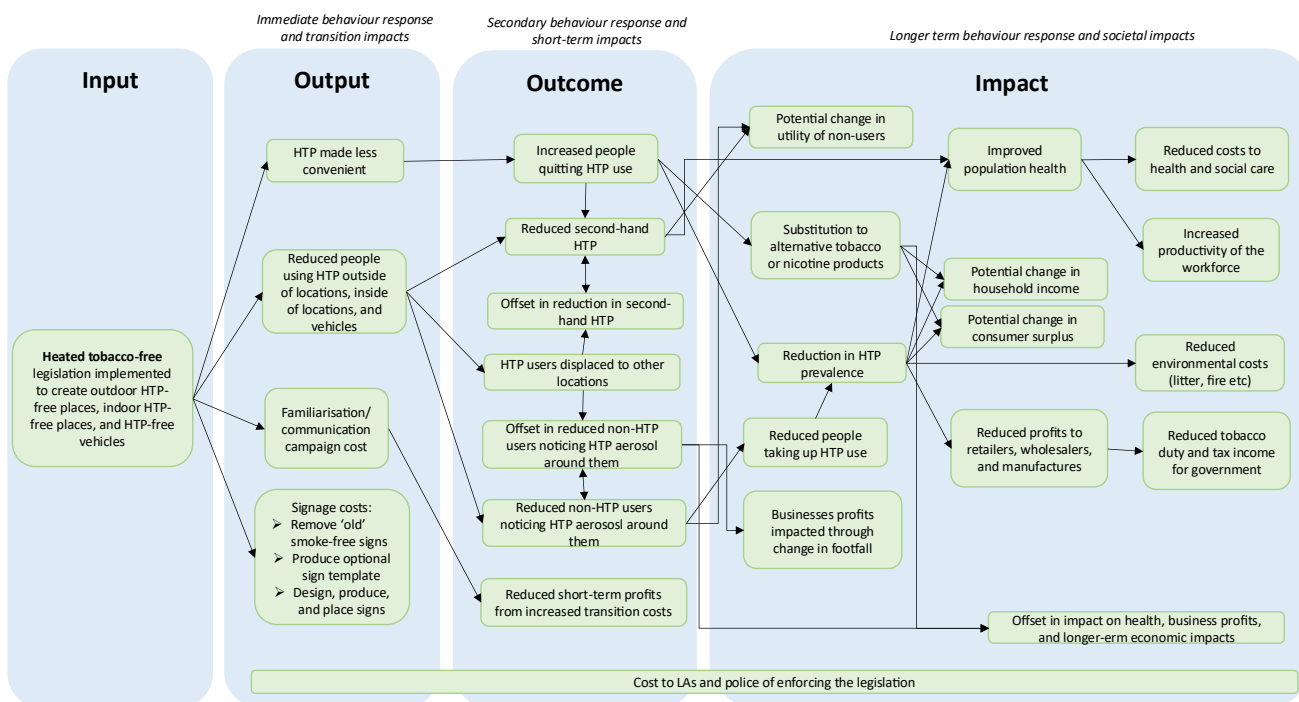 Immediate behaviour response
and transition impacts
Secondary behaviour response and
short-term impacts
Longer term behaviour response and societal impacts
Input
Output
Outcome
Impact
Heated tobacco-free
legislation implemented
to create outdoor HTP-
free places, indoor HTP-
free places, and HTP-free
vehicles
HTP made less
convenient
Reduced people
using HTP outside
of locations, inside
of locations, and
vehicles
Familiarisation/
communication
campaign cost
Signage costs:
➢ Remove ‘old’
smoke-free signs
➢ Produce optional
sign template
➢ Design, produce,
and place signs
Increased people
quitting HTP use
Reduced second-hand
HTP
Offset in reduction in second-
hand HTP
HTP users displaced to other
locations
Offset in reduced non-HTP
users noticing HTP aerosol
around them
Reduced non-HTP users
noticing HTP aerososl around
them
Reduced short-term profits
from increased transition costs
Potential change in
utility of non-users
Substitution to
alternative tobacco
or nicotine products
Reduction in HTP
prevalence
Reduced people
taking up HTP use
Businesses profits
impacted through
change in footfall
Improved
population health
Potential change in
household income
Potential change in
consumer surplus
Reduced profits to
retailers, wholesalers,
and manufactures
Reduced costs to
health and social care
Increased
productivity of the
workforce
Reduced
environmental costs
(litter, fire etc)
Reduced tobacco
duty and tax income
for government
Offset in impact on health, business profits,
and longer-erm economic impacts
Cost to LAs and police of enforcing the legislation